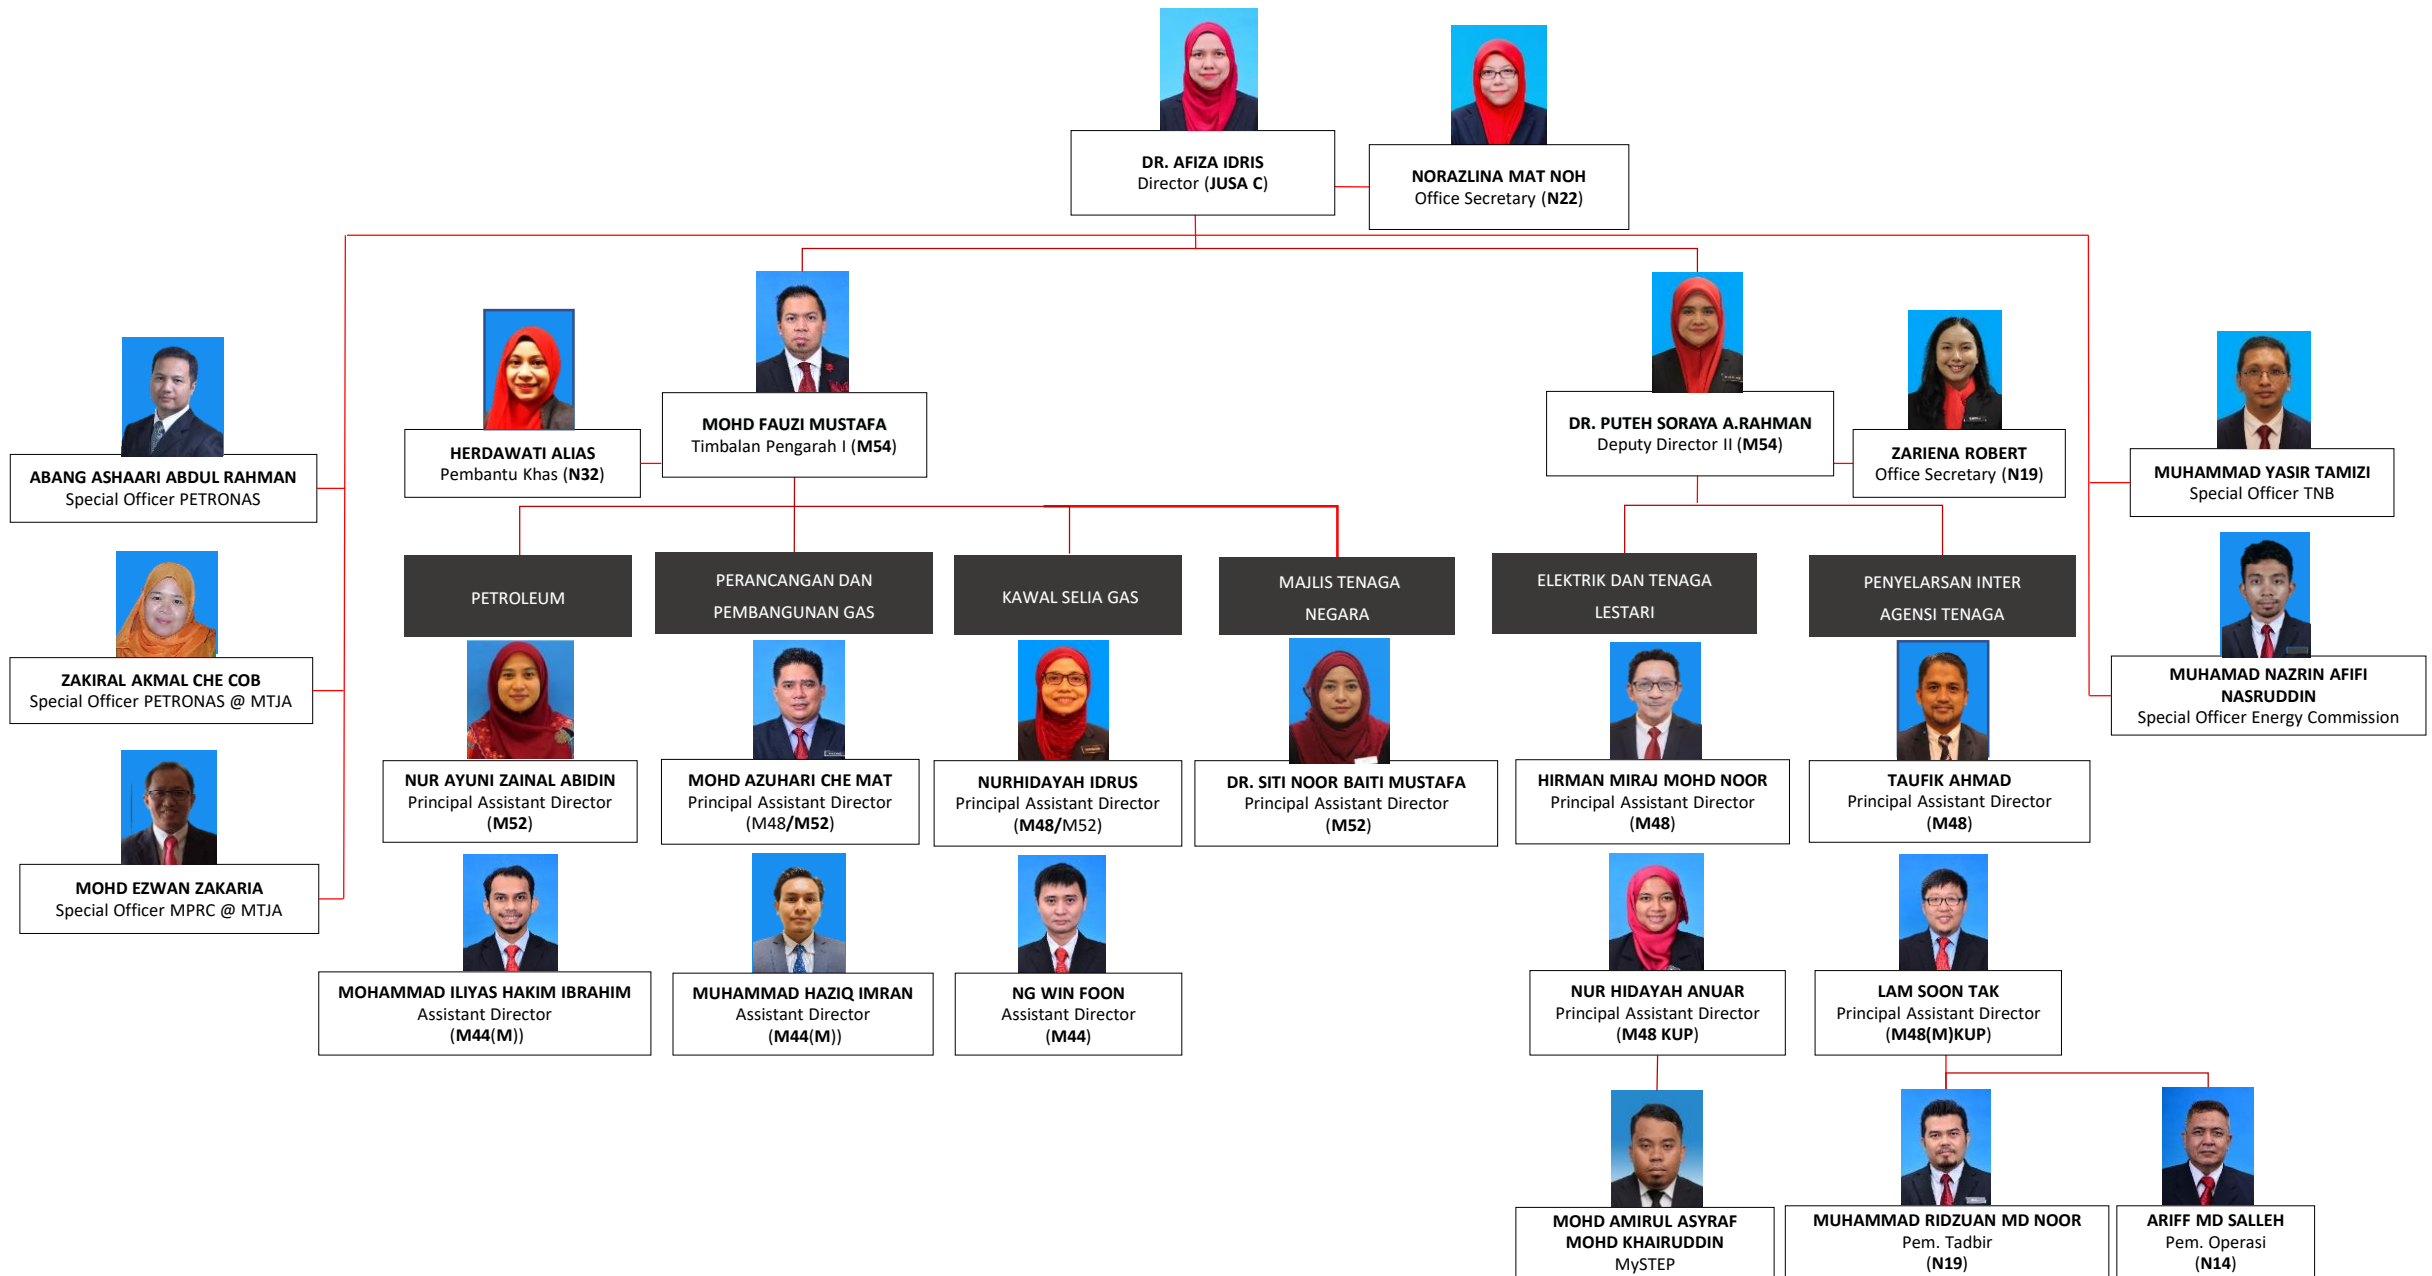 DR. AFIZA IDRIS
Director (JUSA C)
NORAZLINA MAT NOH
Office Secretary (N22)
MOHD FAUZI MUSTAFA
Timbalan Pengarah I (M54)
HERDAWATI ALIAS
Pembantu Khas (N32)
DR. PUTEH SORAYA A.RAHMAN
Deputy Director II (M54)
ZARIENA ROBERT
Office Secretary (N19)
ABANG ASHAARI ABDUL RAHMAN
Special Officer PETRONAS
ZAKIRAL AKMAL CHE COB
Special Officer PETRONAS @ MTJA
MOHD EZWAN ZAKARIA
Special Officer MPRC @ MTJA
MUHAMMAD YASIR TAMIZI
Special Officer TNB
MUHAMAD NAZRIN AFIFI
NASRUDDIN
Special Officer Energy Commission
PETROLEUM
PERANCANGAN DAN
PEMBANGUNAN GAS
KAWAL SELIA GAS
MAJLIS TENAGA
NEGARA
ELEKTRIK DAN TENAGA
LESTARI
PENYELARSAN INTER
AGENSI TENAGA
NUR AYUNI ZAINAL ABIDIN
Principal Assistant Director
(M52)
MOHD AZUHARI CHE MAT
Principal Assistant Director
(M48/M52)
NURHIDAYAH IDRUS
Principal Assistant Director
(M48/M52)
DR. SITI NOOR BAITI MUSTAFA
Principal Assistant Director
(M52)
HIRMAN MIRAJ MOHD NOOR
Principal Assistant Director
(M48)
TAUFIK AHMAD
Principal Assistant Director
(M48)
MOHAMMAD ILIYAS HAKIM IBRAHIM
Assistant Director
(M44(M))
MUHAMMAD HAZIQ IMRAN
Assistant Director
(M44(M))
NG WIN FOON
Assistant Director
(M44)
NUR HIDAYAH ANUAR
Principal Assistant Director
(M48 KUP)
LAM SOON TAK
Principal Assistant Director
(M48(M)KUP)
MOHD AMIRUL ASYRAF
MOHD KHAIRUDDIN
MySTEP
MUHAMMAD RIDZUAN MD NOOR
Pem. Tadbir
(N19)
ARIFF MD SALLEH
Pem. Operasi
(N14)